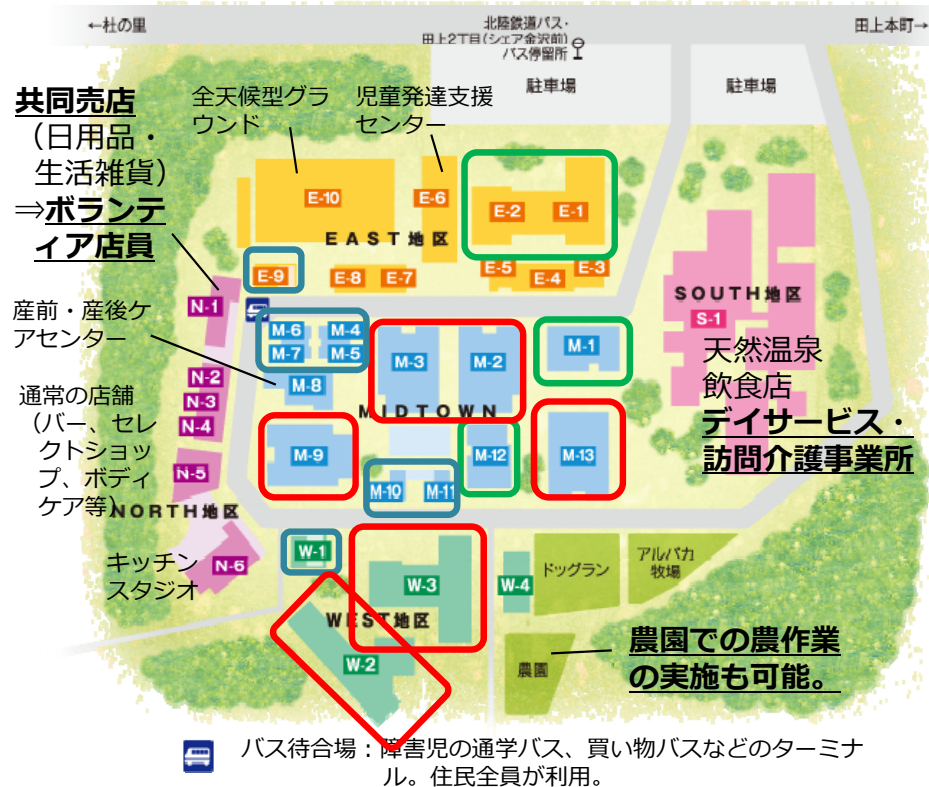 ←杜の里
北陸鉄道バス・
田上2丁目(シェア金沢前)
バス停留所
田上本町→
駐車場
駐車場
共同売店
（日用品・
生活雑貨）
⇒ボランテ
ィア店員
全天候型グラ
ウンド
児童発達支援
センター
E-10
E-6
E-2
E-1
EAST地区
E-9
E-8
E-7
E-5
E-4
E-3
SOUTH地区
S-1
天然温泉
飲食店
デイサービス・
訪問介護事業所
N-1
産前・産後ケ
アセンター
M-6
M-4
M-7
M-5
M-3
M-2
M-1
M-8
MIDTOWN
N-2
N-3
N-4
通常の店舗
（バー、セレ
クトショッ
プ、ボディ
ケア等）
M-9
M-12
M-13
N-5
M-10
M-11
NORTH地区
キッチン
スタジオ
N-6
W-1
W-3
W-4
ドッグラン
アルパカ
牧場
WEST地区
W-2
農園
農園での農作業
の実施も可能。
バス待合場：障害児の通学バス、買い物バスなどのターミナ
ル。住民全員が利用。